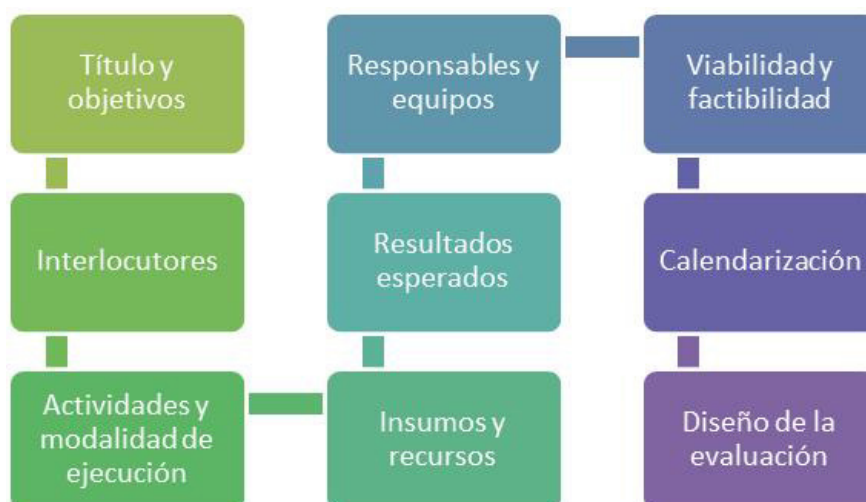 Título y
objetivos
Interlocutores
Actividades y
modalidad de
ejecución
Insumos y
recursos
Resultados
esperados
Responsables y
equipos
Viabilidad y
factibilidad
Calendarización
Diseño de la
evaluación